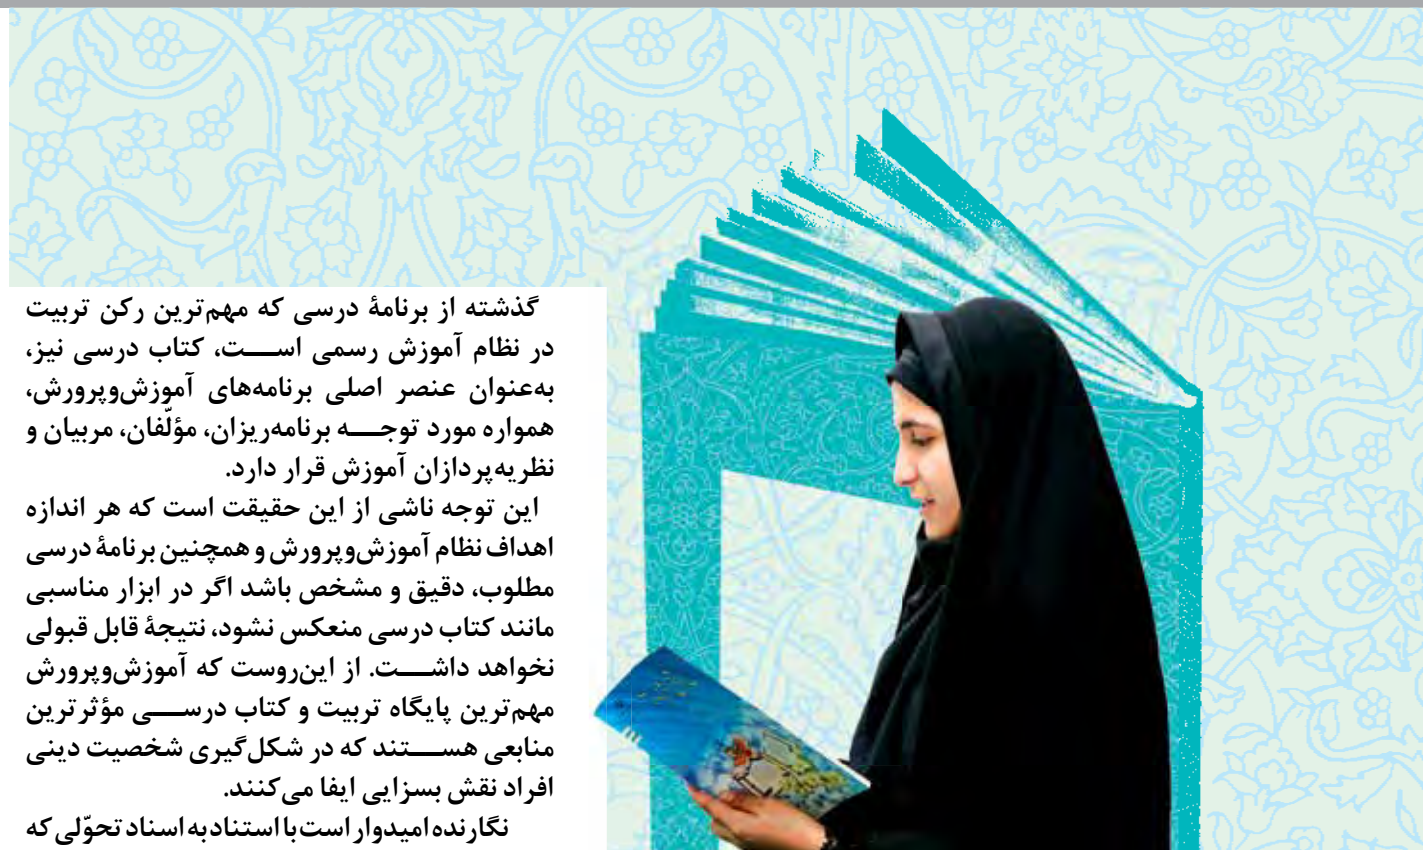 گذشته از برنامهٔ درسی که مهم‌ترین رکن تربیت
در نظام آموزش رسمی است، کتاب درسی نیز،
به‌عنوان عنصر اصلی برنامه‌های آموزش‌وپرورش،
همواره مورد توجه برنامه‌ریزان، مؤلّفان، مربیان و
نظریه‌پردازان آموزش قرار دارد.
این توجه ناشی از این حقیقت است که هر اندازه
اهداف نظام آموزش‌وپرورش و همچنین برنامهٔ درسی
مطلوب، دقیق و مشخص باشد اگر در ابزار مناسبی
مانند کتاب درسی منعکس نشود، نتیجهٔ قابل قبولی
نخواهد داشت. از این‌روست که آموزش‌وپرورش
مهم‌ترین پایگاه تربیت و کتاب درسی مؤثرترین
منابعی هستند که در شکل‌گیری شخصیت دینی
افراد نقش بسزایی ایفا می‌کنند.
نگارنده امیدوار است با استناد به اسناد تحوّلی که